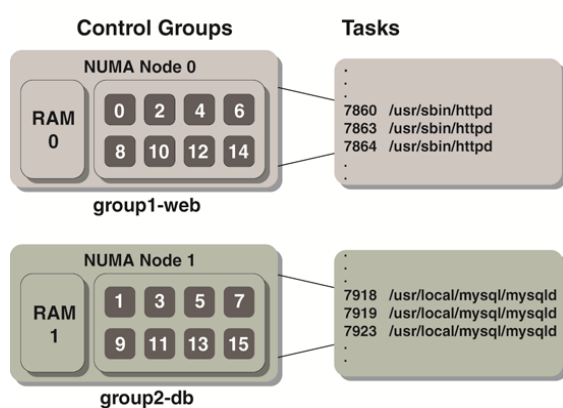 Control Groups
Tasks
NUMA Node 0
RAM
0
0 2 4 6
8 10 12 14
group1-web
.
.
.
7860 /usr/sbin/httpd
7863 /usr/sbin/httpd
7864 /usr/sbin/httpd
.
.
NUMA Node 1
RAM
1
1 3 5 7
9 11 13 15
group2-db
.
.
.
7918 /usr/local/mysql/mysqld
7919 /usr/local/mysql/mysqld
7923 /usr/local/mysql/mysqld
.
.